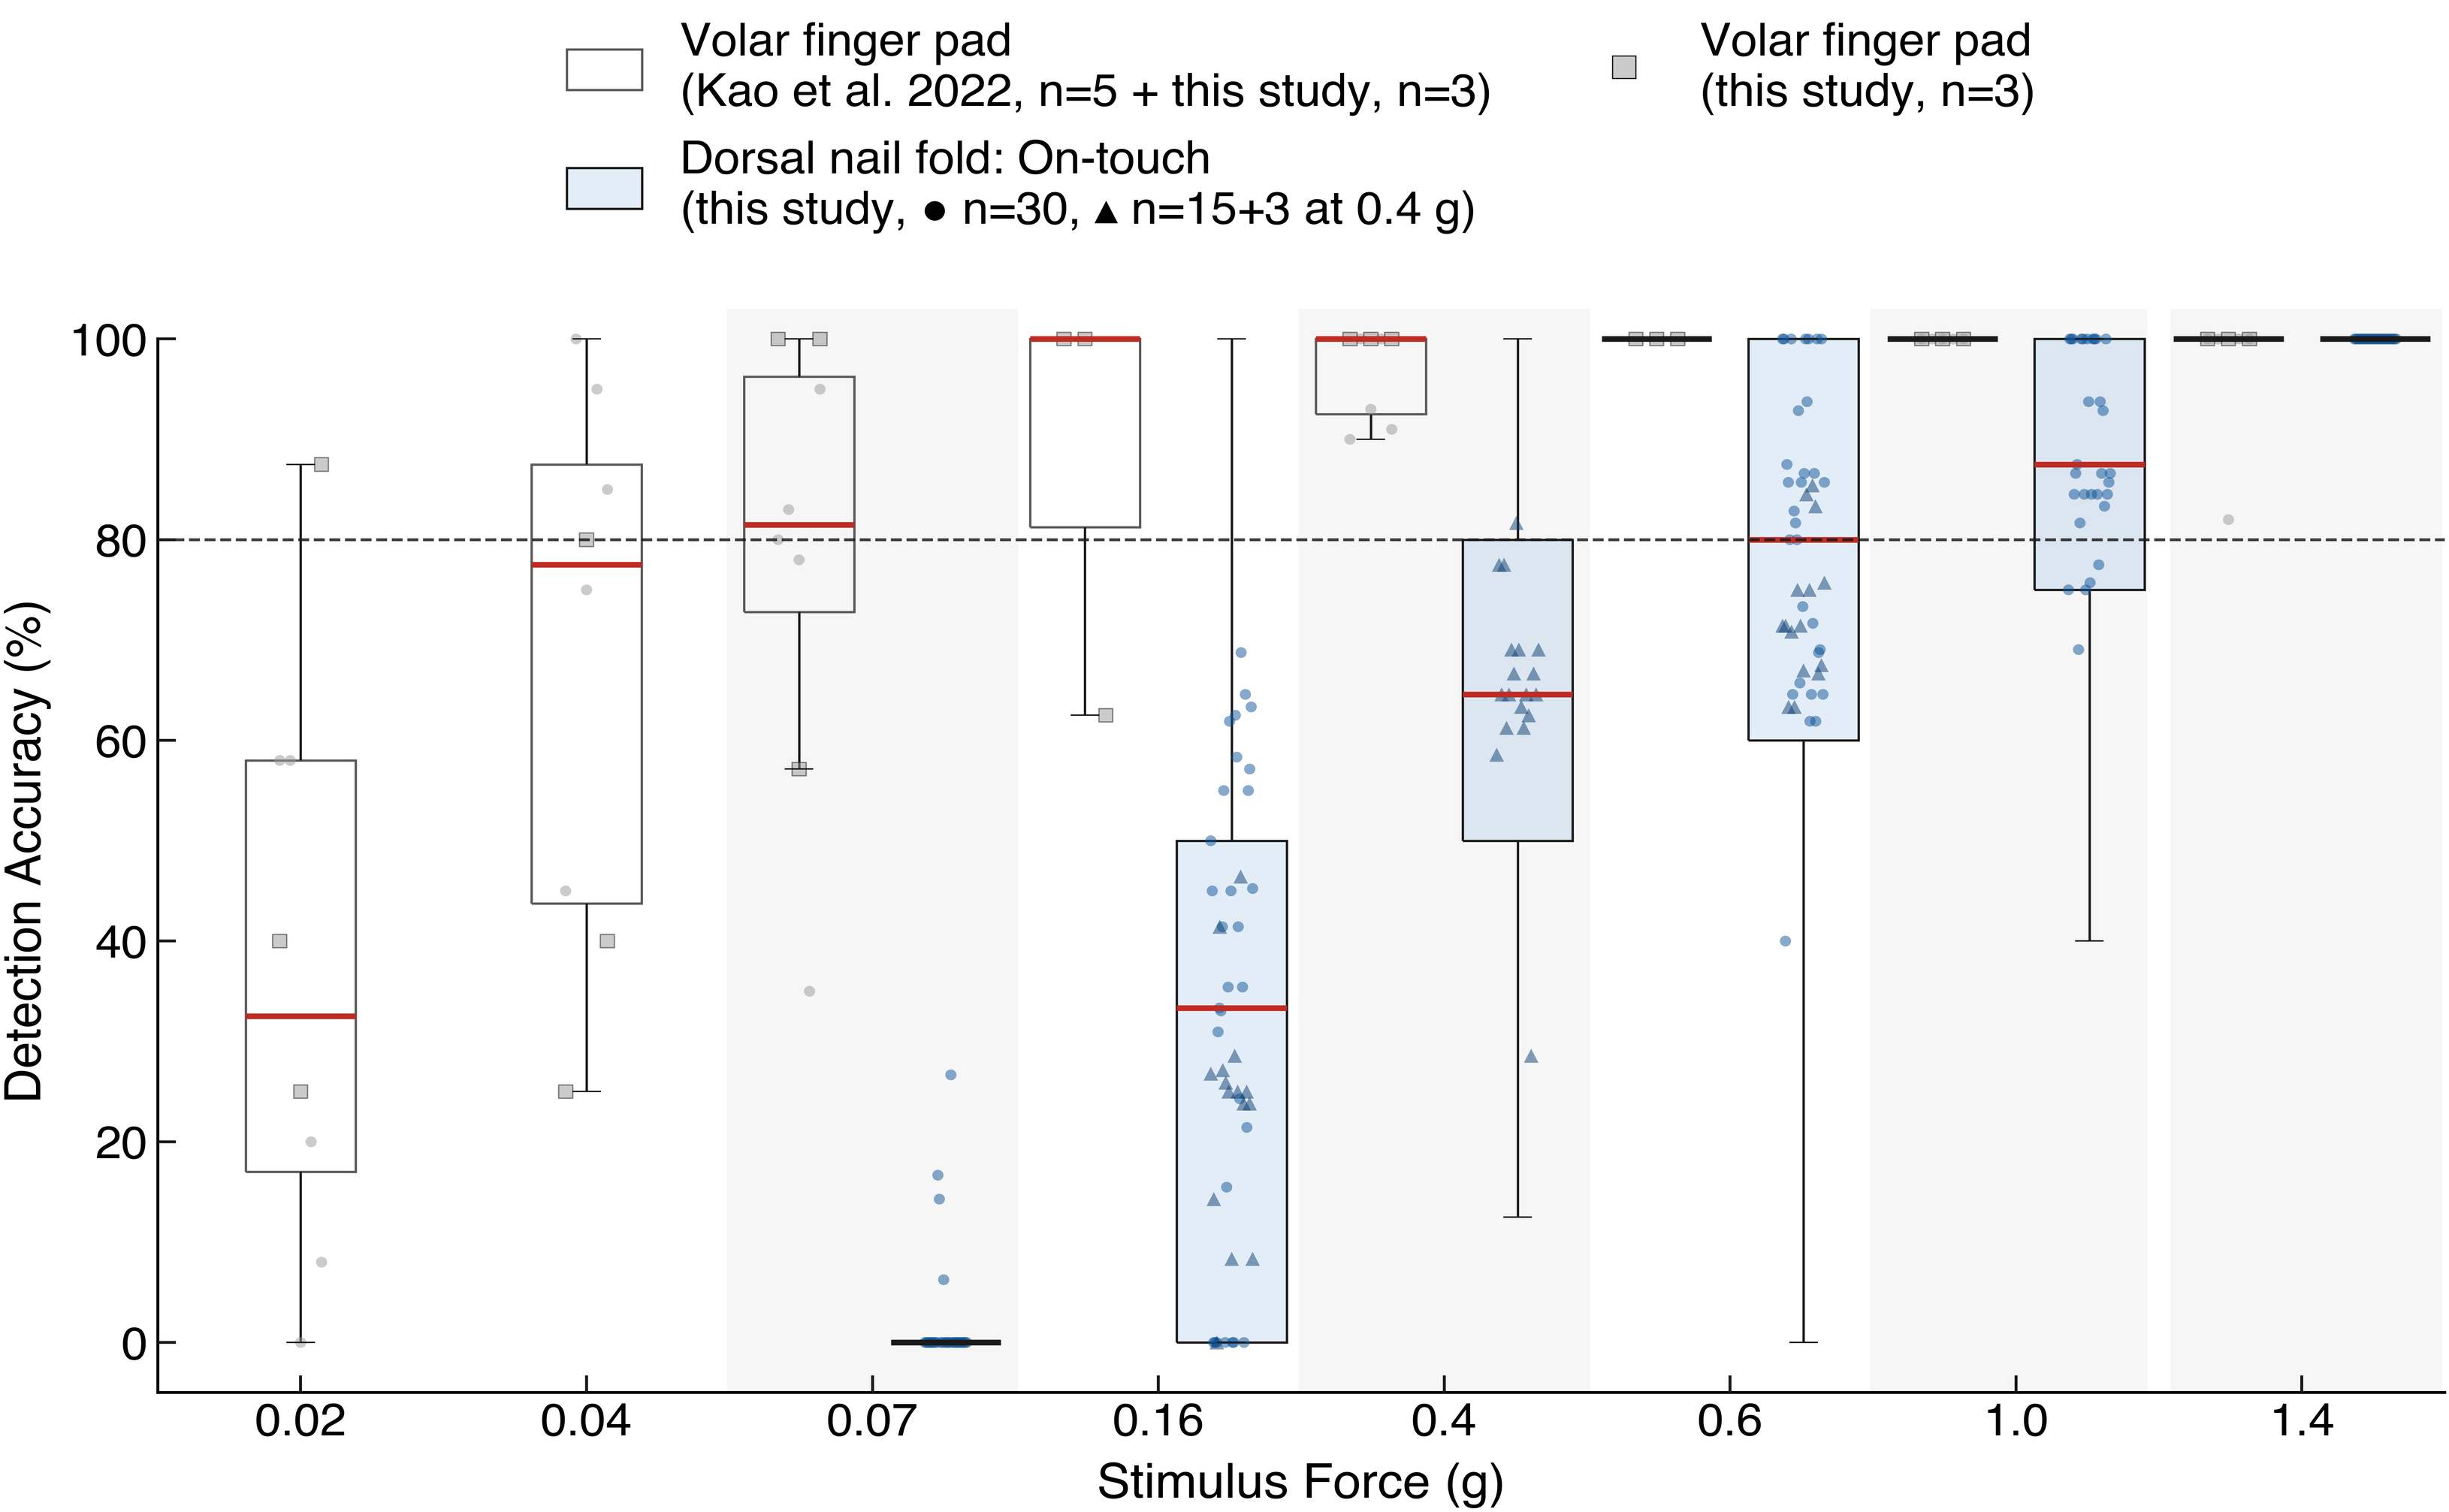 Volar finger pad
(Kao et al. 2022, n=5 + this study, n=3)
Volar finger pad
(this study, n=3)
Dorsal nail fold: On-touch
(this study, ● n=30, ▲ n=15+3 at 0.4 g)
Detection Accuracy (%)
100
80
60
40
20
0
0.02 0.04 0.07 0.16 0.4 0.6 1.0 1.4
Stimulus Force (g)